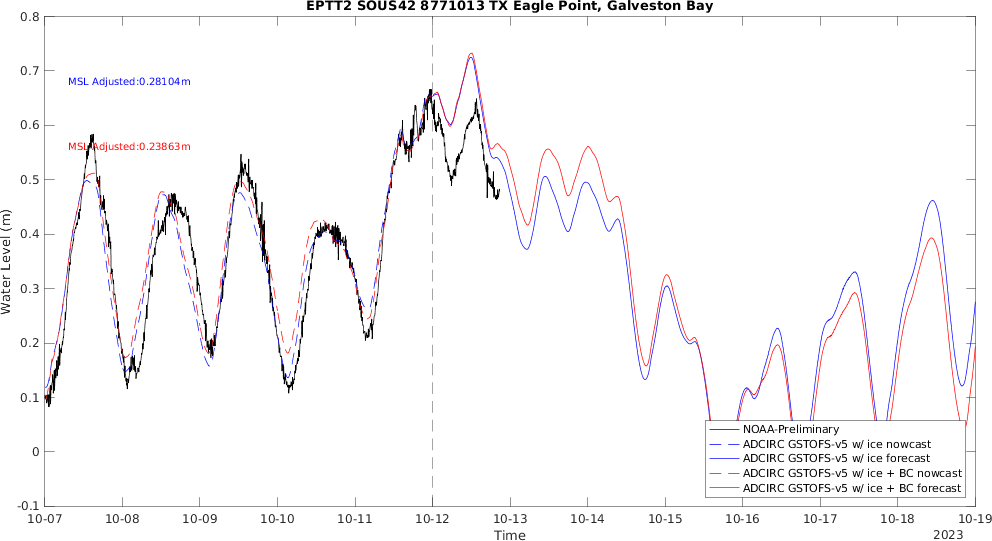 EPTT2 SOUS42 8771013 TX Eagle Point, Galveston Bay
0.8
0.7
0.6
0.5
0.4
0.3
0.2
0.1
0
-0.1
Water Level (m)
MSL Adjusted:0.28104m
MSL Adjusted:0.23863m
NOAA-Preliminary
ADCIRC GSTOFS-v5 w/ ice nowcast
ADCIRC GSTOFS-v5 w/ ice forecast
ADCIRC GSTOFS-v5 w/ ice + BC nowcast
ADCIRC GSTOFS-v5 w/ ice + BC forecast
10-07 10-08 10-09 10-10 10-11 10-12 10-13 10-14 10-15 10-16 10-17 10-18 10-19
Time
2023